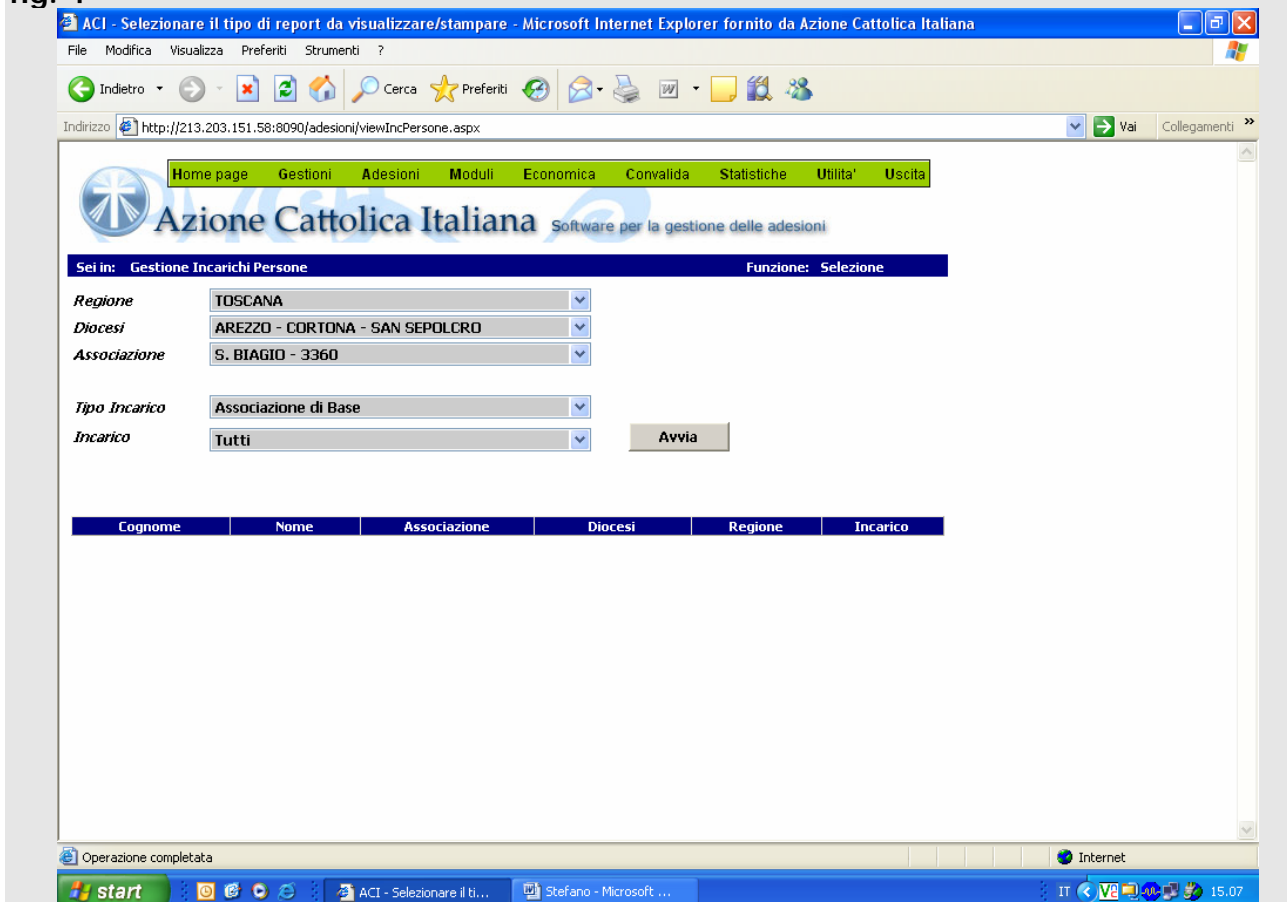 ACI - Selezionare il tipo di report da visualizzare/stampare - Microsoft Internet Explorer fornito da Azione Cattolica Italiana
File Modifica Visualizza Preferiti Strumenti ?
Indietro Cerca Preferiti
Indirizzo http://213.203.151.58:8090/adesioni/viewIncPersone.aspx Vai Collegamenti »
Home page Gestioni Adesioni Moduli Economica Convalida Statistiche Utilita' Uscita
Azione Cattolica Italiana Software per la gestione delle adesioni
Sei in: Gestione Incarichi Persone Funzione: Selezione
Regione TOSCANA
Diocesi AREZZO - CORTONA - SAN SEPOLCRO
Associazione S. BIAGIO - 3360
Tipo Incarico Associazione di Base
Incarico Tutti Avvia
Cognome Nome Associazione Diocesi Regione Incarico
Operazione completata Internet
start ACI - Selezionare il ti... Stefano - Microsoft ... IT 15.07